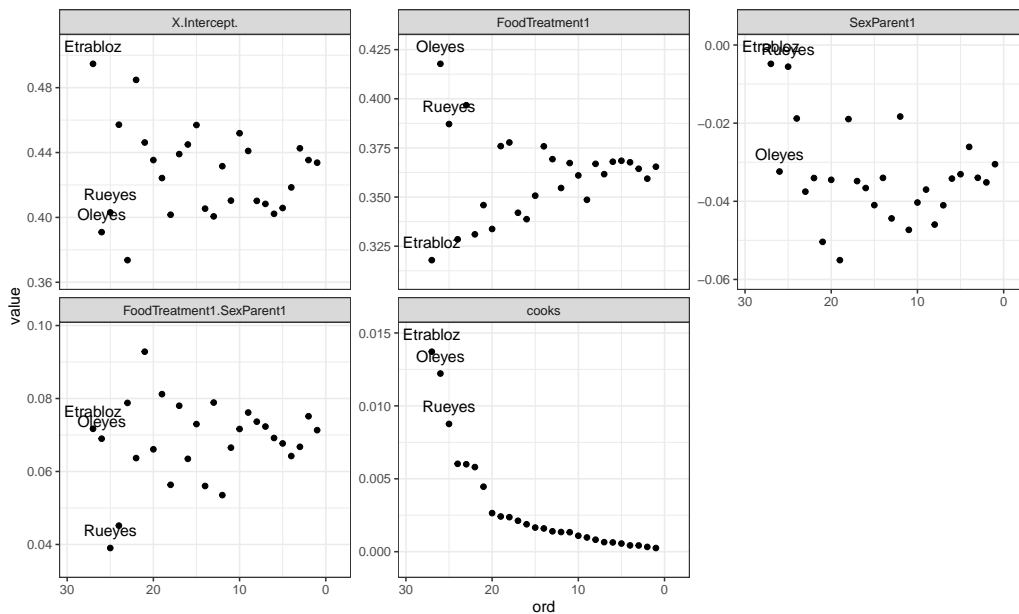 X.Intercept.
Etrabloz
Rueyes
Oleyes
0.48
0.44
0.40
0.36
FoodTreatment1
Oleyes
Rueyes
Etrabloz
0.425
0.400
0.375
0.350
0.325
SexParent1
Etrabloz
Rueyes
Oleyes
0.00
−0.02
−0.04
−0.06
30 20 10 0
value
FoodTreatment1.SexParent1
Etrabloz
Oleyes
Rueyes
0.10
0.08
0.06
0.04
30 20 10 0
cooks
Etrabloz
Oleyes
Rueyes
0.015
0.010
0.005
0.000
30 20 10 0
ord